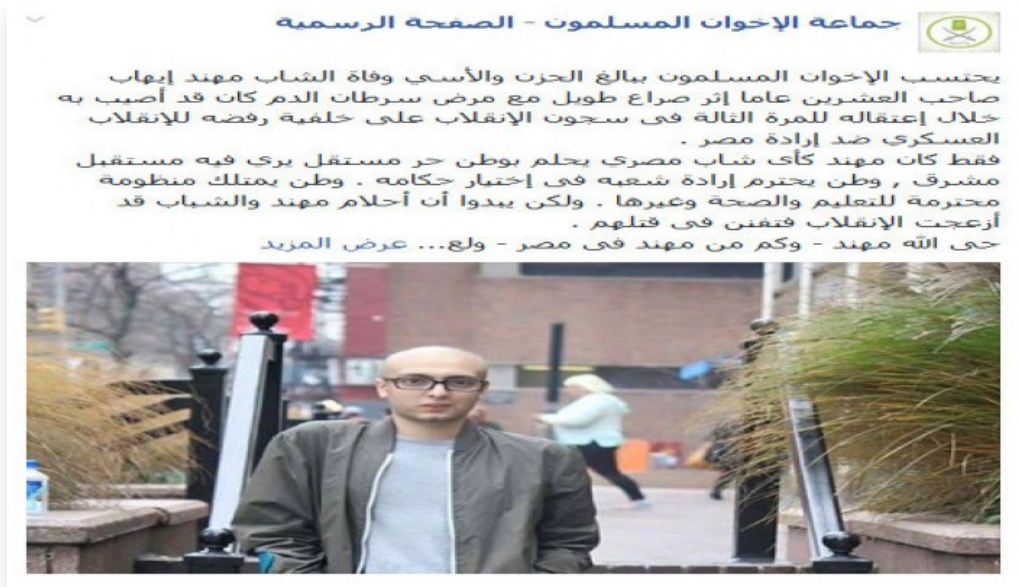 جماعة الإخوان المسلمون - الصفحة الرسمية
يحتسب الإخوان المسلمون ببالغ الحزن والأسي وفاة الشاب مهند إيهاب
صاحب العشرين عاما إثر صراع طويل مع مرض سرطان الدم كان قد أصيب به
خلال إعتقاله للمرة الثالة فى سجون الإنقلاب على خلفية رفضه للإنقلاب
العسكري ضد إرادة مصر .
فقط كان مهند كأى شاب مصري يحلم بوطن حر مستقل يري فيه مستقبل
مشرق , وطن يحترم إرادة شعبه فى إختيار حكامه . وطن يمتلك منظومة
محترمة للتعليم والصحة وغيرها . ولكن يبدوا أن أحلام مهند والشباب قد
أزعجت الإنقلاب فتفنن فى قتلهم .
حى الله مهند - وكم من مهند فى مصر - ولع... عرض المزيد